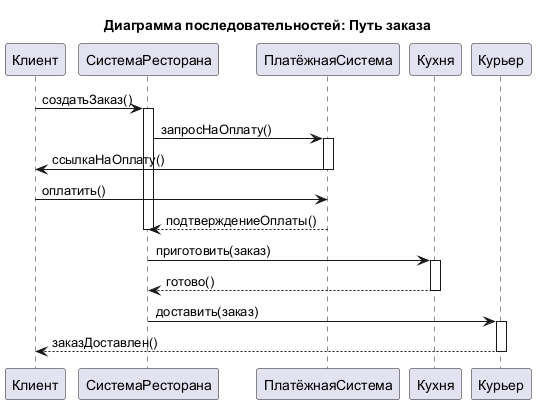 Диаграмма последовательностей: Путь заказа
Клиент СистемаРесторана ПлатёжнаяСистема Кухня Курьер
создатьЗаказ()
запросНаОплату()
ссылкаНаОплату()
оплатить()
подтверждениеОплаты()
приготовить(заказ)
готово()
доставить(заказ)
заказДоставлен()
Клиент СистемаРесторана ПлатёжнаяСистема Кухня Курьер